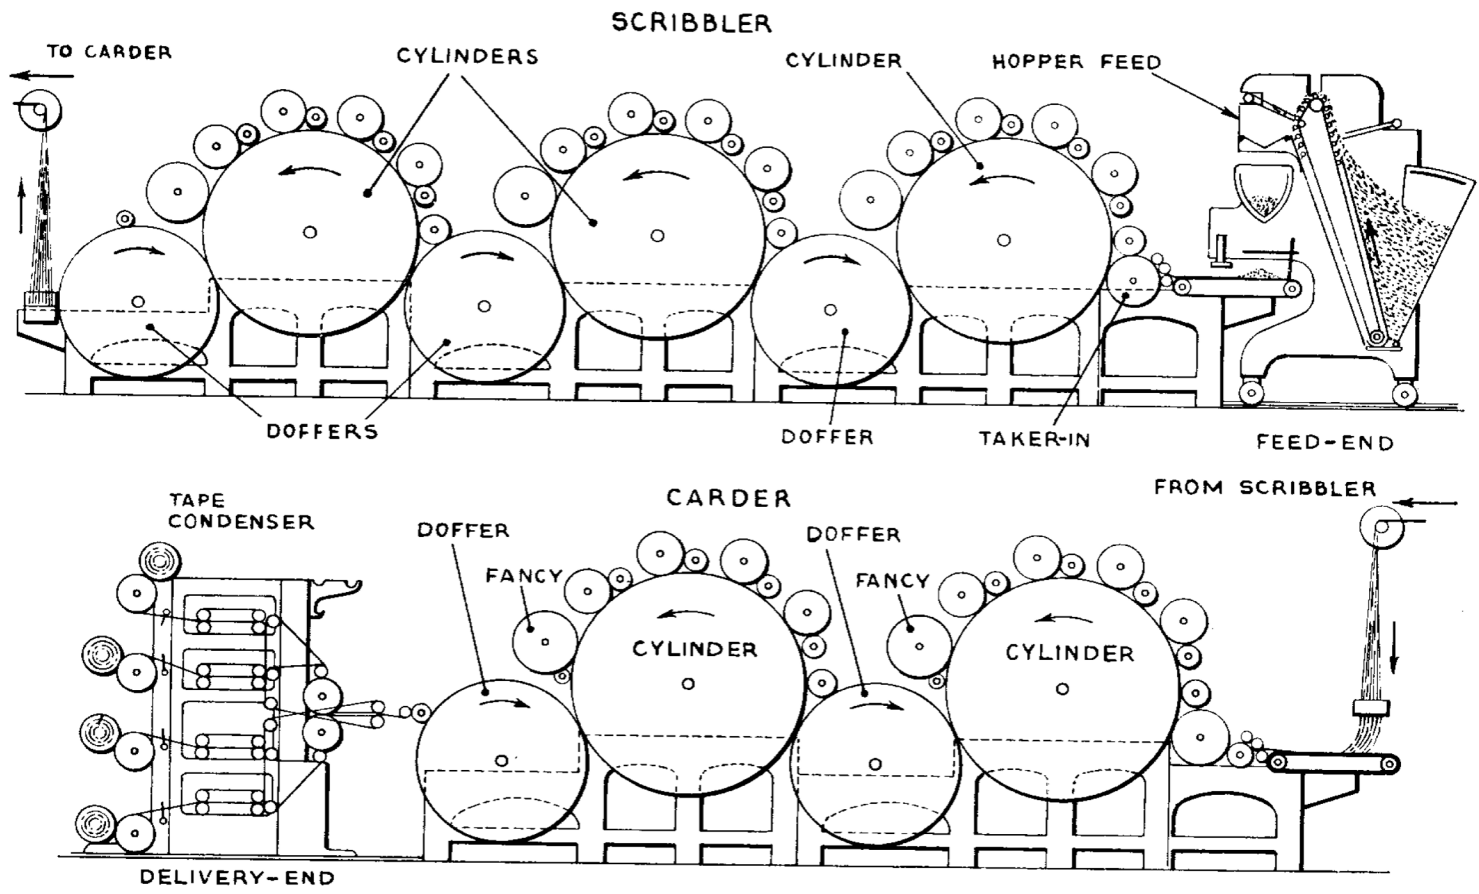 SCRIBBLER
TO CARDER
CYLINDERS
CYLINDER
HOPPER FEED
DOFFERS
DOFFER
TAKER-IN
FEED-END
TAPE
CONDENSER
DOFFER
FANCY
CARDER
DOFFER
FANCY
FROM SCRIBBLER
CYLINDER
CYLINDER
DELIVERY-END